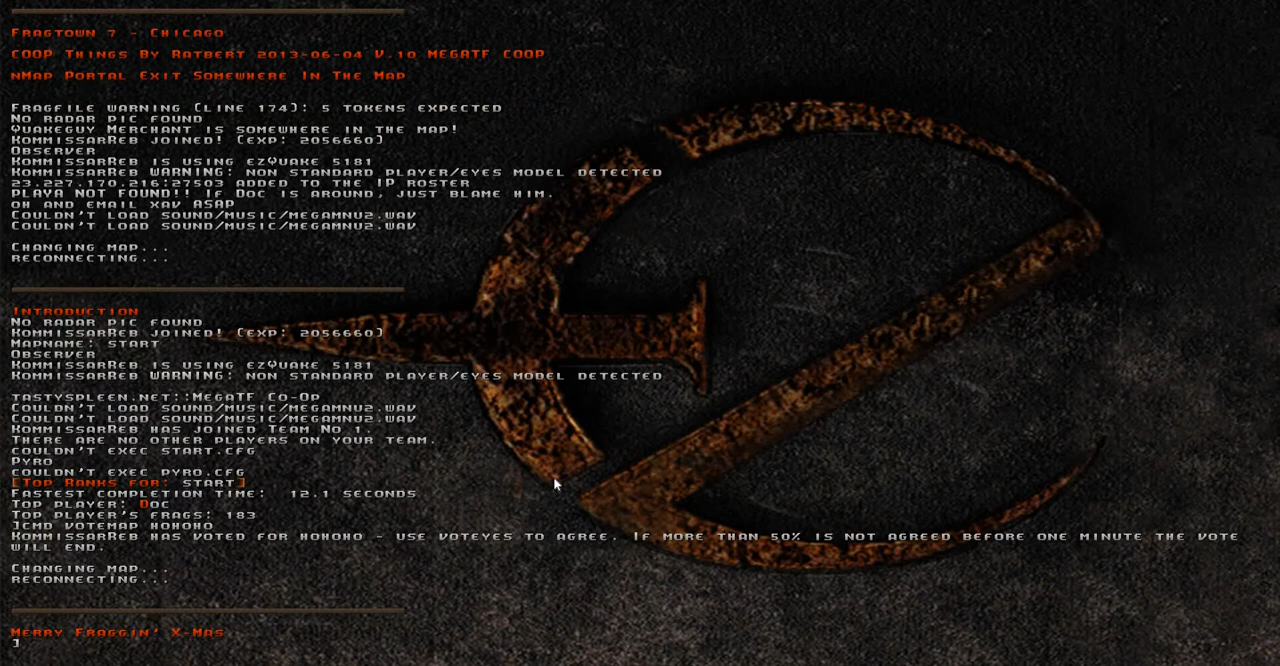 Fragtown 7 - Chicago
COOP Things By Ratbert 2013-06-04 V.10 MEGATF COOP
nMap Portal Exit Somewhere In The Map
Fragfile warning (line 174): 5 tokens expected
No radar pic found
Quakeguy Merchant is somewhere in the map!
KommissarReb joined! (Exp: 2056660)
Observer
KommissarReb is using ezQuake 5181
KommissarReb WARNING: non standard player/eyes model detected
23.227.170.216:27503 added to the IP roster
PLAYA NOT FOUND!! If Doc is around, just blame him.
oh and email xav ASAP
Couldn't load sound/music/megamnu2.wav
Couldn't load sound/music/megamnu2.wav
Changing map...
reconnecting...
Introduction
No radar pic found
KommissarReb joined! (Exp: 2056660)
Mapname: start
Observer
KommissarReb is using ezQuake 5181
KommissarReb WARNING: non standard player/eyes model detected
tastyspleen.net::MegaTF Co-Op
Couldn't load sound/music/megamnu2.wav
Couldn't load sound/music/megamnu2.wav
KommissarReb has joined Team No 1.
There are no other players on your team.
couldn't exec start.cfg
Pyro
couldn't exec pyro.cfg
[Top Ranks for: start]
Fastest completion time: 12.1 seconds
Top player: Doc
Top player's frags: 183
]cmd votemap hohoho
KommissarReb has voted for hohoho - use voteyes to agree. If more than 50% is not agreed before one minute the vote
will end.
Changing map...
reconnecting...
Merry Fraggin' X-Mas
]